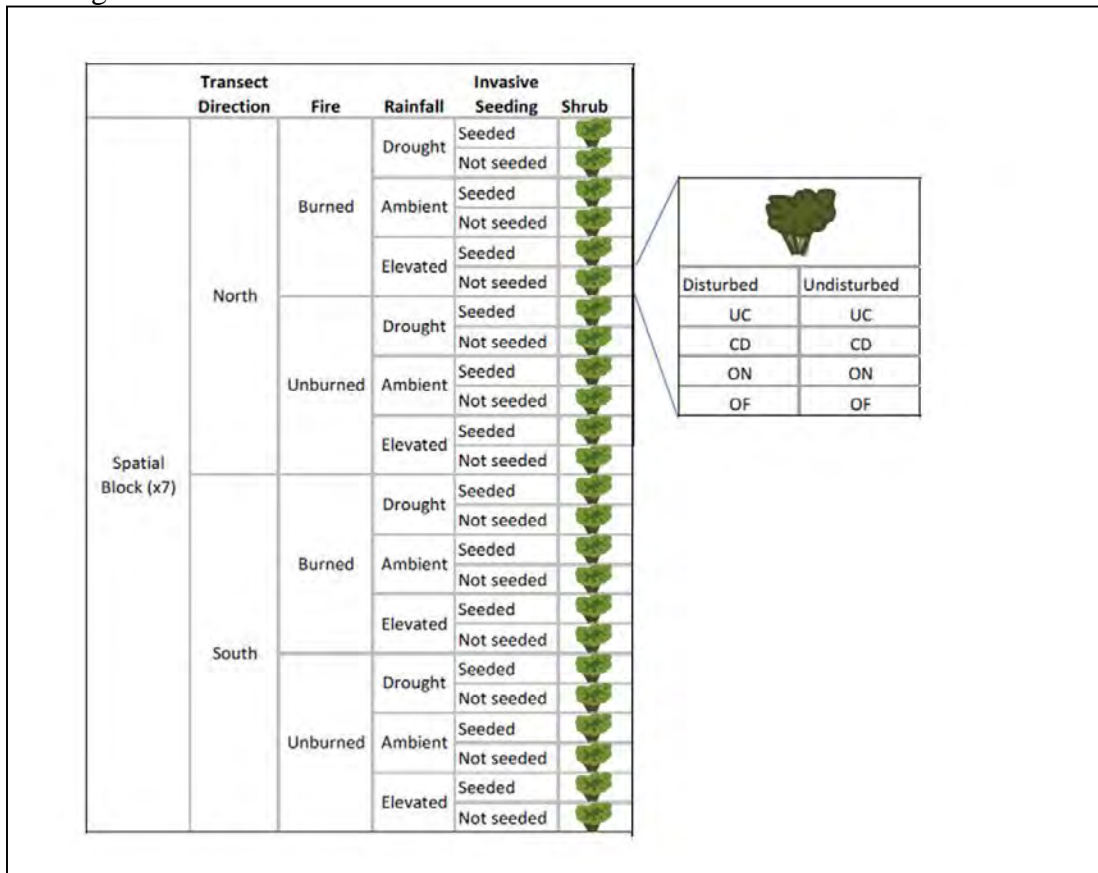 Transect Direction Fire Rainfall Invasive Seeding Shrub
Spatial Block (x7)
North
Burned
Drought
Seeded
Not seeded
Ambient
Seeded
Not seeded
Elevated
Seeded
Not seeded
Unburned
Drought
Seeded
Not seeded
Ambient
Seeded
Not seeded
Elevated
Seeded
Not seeded
South
Burned
Drought
Seeded
Not seeded
Ambient
Seeded
Not seeded
Elevated
Seeded
Not seeded
Unburned
Drought
Seeded
Not seeded
Ambient
Seeded
Not seeded
Elevated
Seeded
Not seeded
Disturbed Undisturbed
UC UC
CD CD
ON ON
OF OF